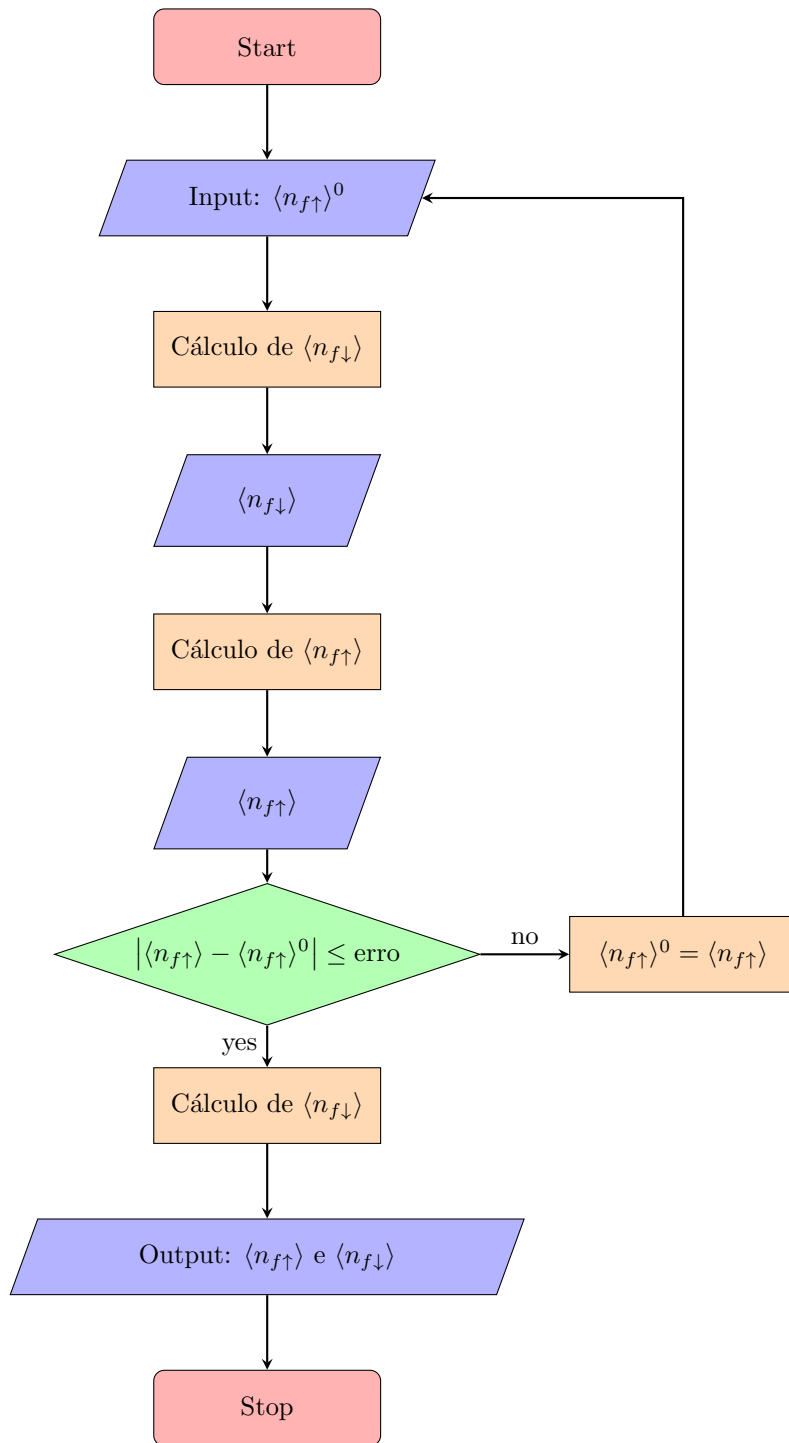 Start
Input: ⟨n_{f↑}⟩^0
Cálculo de ⟨n_{f↓}⟩
⟨n_{f↓}⟩
Cálculo de ⟨n_{f↑}⟩
⟨n_{f↑}⟩
|⟨n_{f↑}⟩ − ⟨n_{f↑}⟩^0| ≤ erro
no
⟨n_{f↑}⟩^0 = ⟨n_{f↑}⟩
yes
Cálculo de ⟨n_{f↓}⟩
Output: ⟨n_{f↑}⟩ e ⟨n_{f↓}⟩
Stop